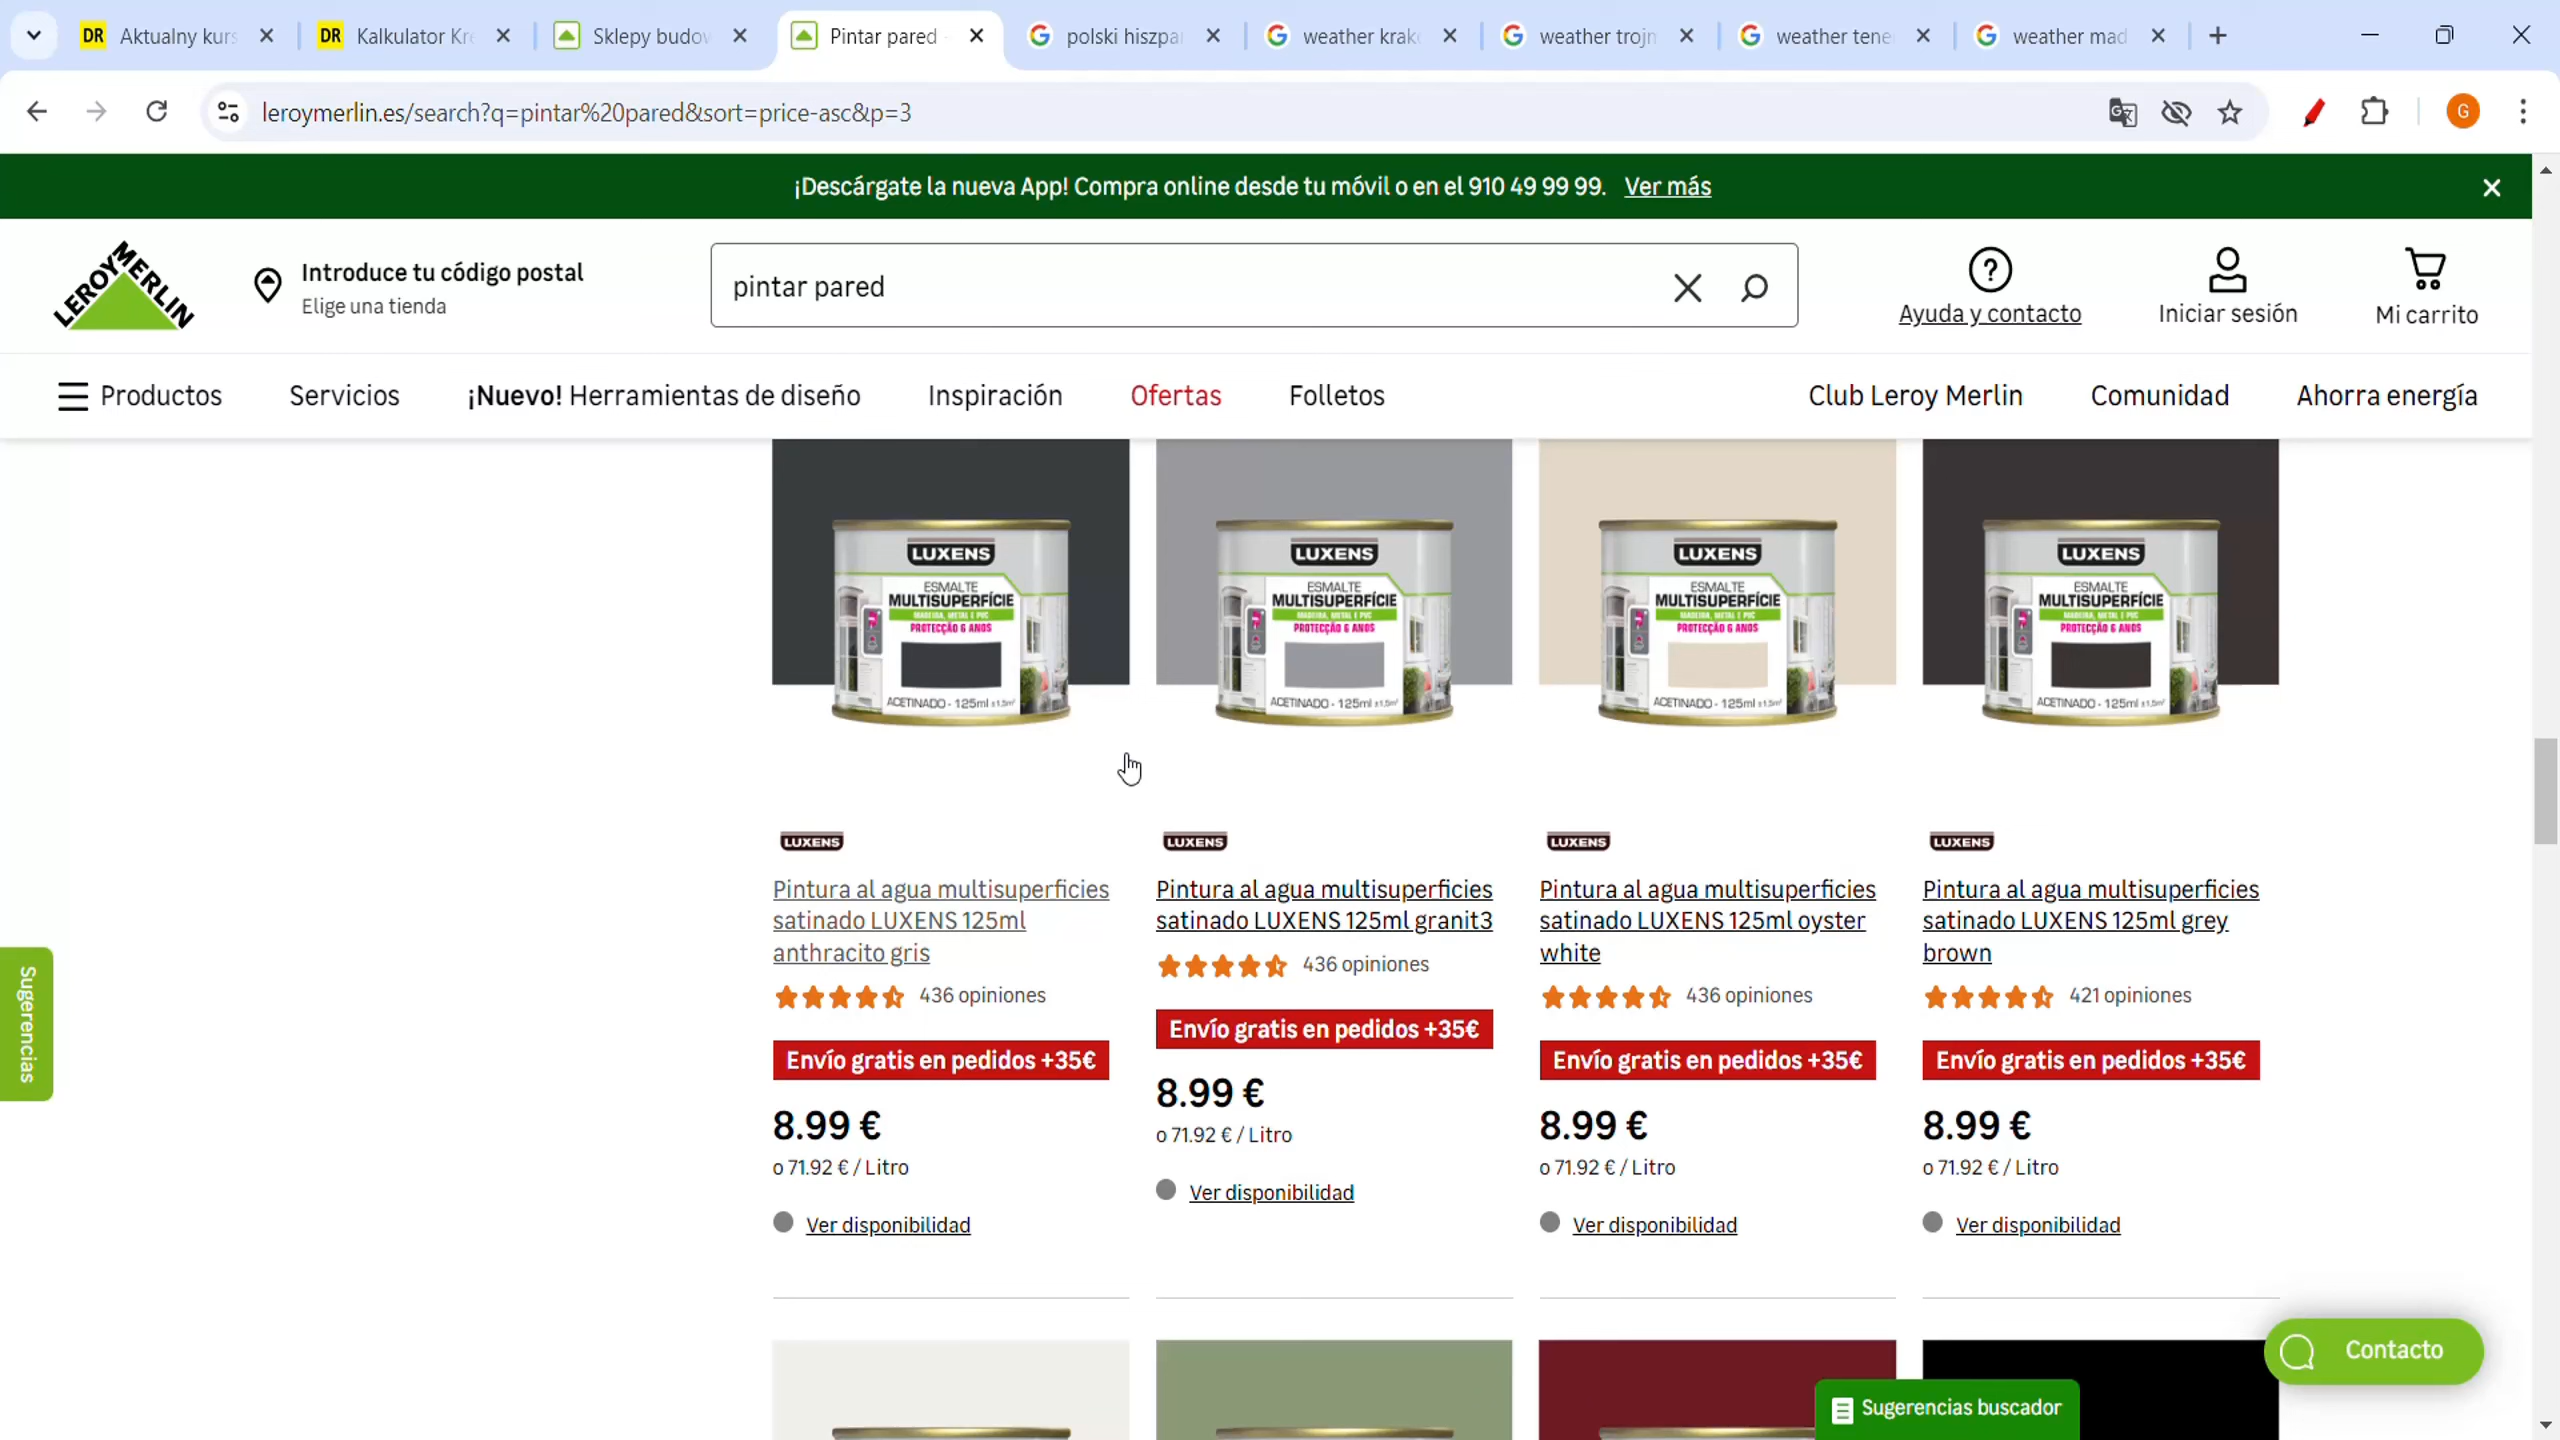 DR Aktualny kurs
DR Kalkulator Kre
Sklepy budow
Pintar pared -
polski hiszpa
weather krak
weather trojm
weather tene
weather mad
leroymerlin.es/search?q=pintar%20pared&sort=price-asc&p=3
G
¡Descárgate la nueva App! Compra online desde tu móvil o en el 910 49 99 99. Ver más
LEROY MERLIN
Introduce tu código postal
Elige una tienda
pintar pared
Ayuda y contacto
Iniciar sesión
Mi carrito
Productos
Servicios
¡Nuevo! Herramientas de diseño
Inspiración
Ofertas
Folletos
Club Leroy Merlin
Comunidad
Ahorra energía
LUXENS
ESMALTE
MULTISUPERFÍCIE
MADEIRA, METAL E PVC
PROTECÇÃO 6 ANOS
ACETINADO - 125ml ±1,5m²
LUXENS
ESMALTE
MULTISUPERFÍCIE
MADEIRA, METAL E PVC
PROTECÇÃO 6 ANOS
ACETINADO - 125ml ±1,5m²
LUXENS
ESMALTE
MULTISUPERFÍCIE
MADEIRA, METAL E PVC
PROTECÇÃO 6 ANOS
ACETINADO - 125ml ±1,5m²
LUXENS
ESMALTE
MULTISUPERFÍCIE
MADEIRA, METAL E PVC
PROTECÇÃO 6 ANOS
ACETINADO - 125ml ±1,5m²
LUXENS
Pintura al agua multisuperficies
satinado LUXENS 125ml
anthracito gris
436 opiniones
Envío gratis en pedidos +35€
8.99 €
o 71.92 € / Litro
Ver disponibilidad
LUXENS
Pintura al agua multisuperficies
satinado LUXENS 125ml granit3
436 opiniones
Envío gratis en pedidos +35€
8.99 €
o 71.92 € / Litro
Ver disponibilidad
LUXENS
Pintura al agua multisuperficies
satinado LUXENS 125ml oyster
white
436 opiniones
Envío gratis en pedidos +35€
8.99 €
o 71.92 € / Litro
Ver disponibilidad
LUXENS
Pintura al agua multisuperficies
satinado LUXENS 125ml grey
brown
421 opiniones
Envío gratis en pedidos +35€
8.99 €
o 71.92 € / Litro
Ver disponibilidad
Sugerencias
Contacto
Sugerencias buscador